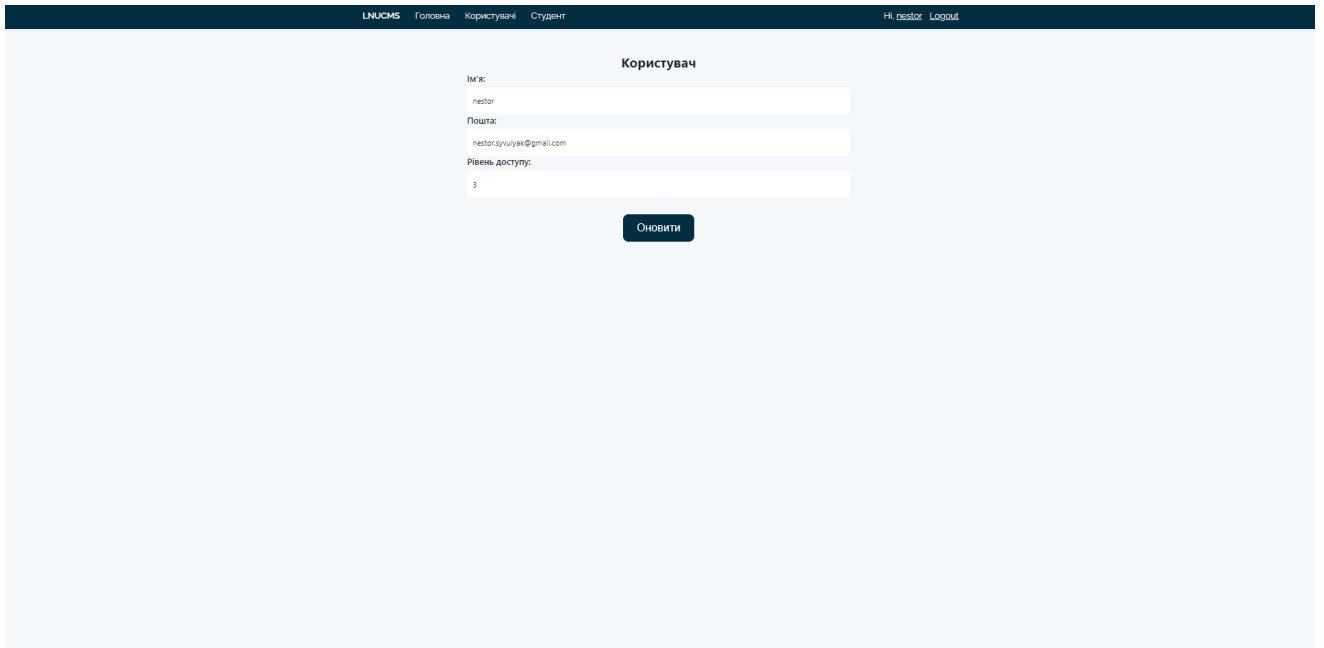 LNUCMS Головна Користувачі Студент Hi, nestor Logout
Користувач
Ім'я:
nestor
Пошта:
nestor.syvulyak@gmail.com
Рівень доступу:
3
Оновити